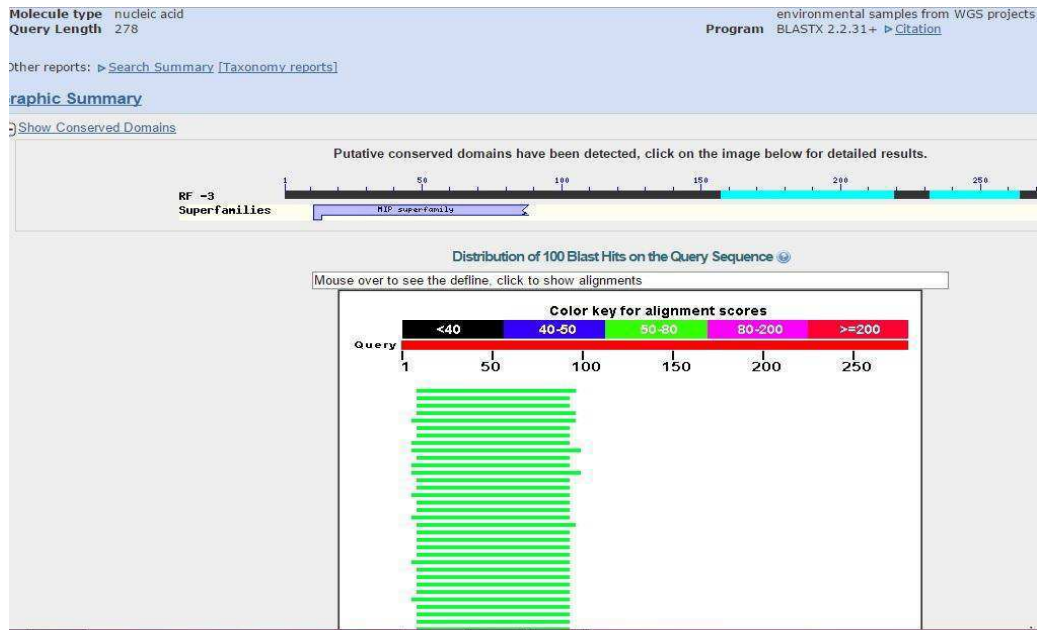 Molecule type nucleic acid
Query Length 278
environmental samples from WGS projects
Program BLASTX 2.2.31+ Citation
Other reports: Search Summary [Taxonomy reports]
raphic Summary
Show Conserved Domains
Putative conserved domains have been detected, click on the image below for detailed results.
1 50 100 150 200 250
RF -3
Superfamilies MIP superfamily
Distribution of 100 Blast Hits on the Query Sequence
Mouse over to see the defline, click to show alignments
Color key for alignment scores
<40 40-50 50-80 80-200 >=200
Query
1 50 100 150 200 250